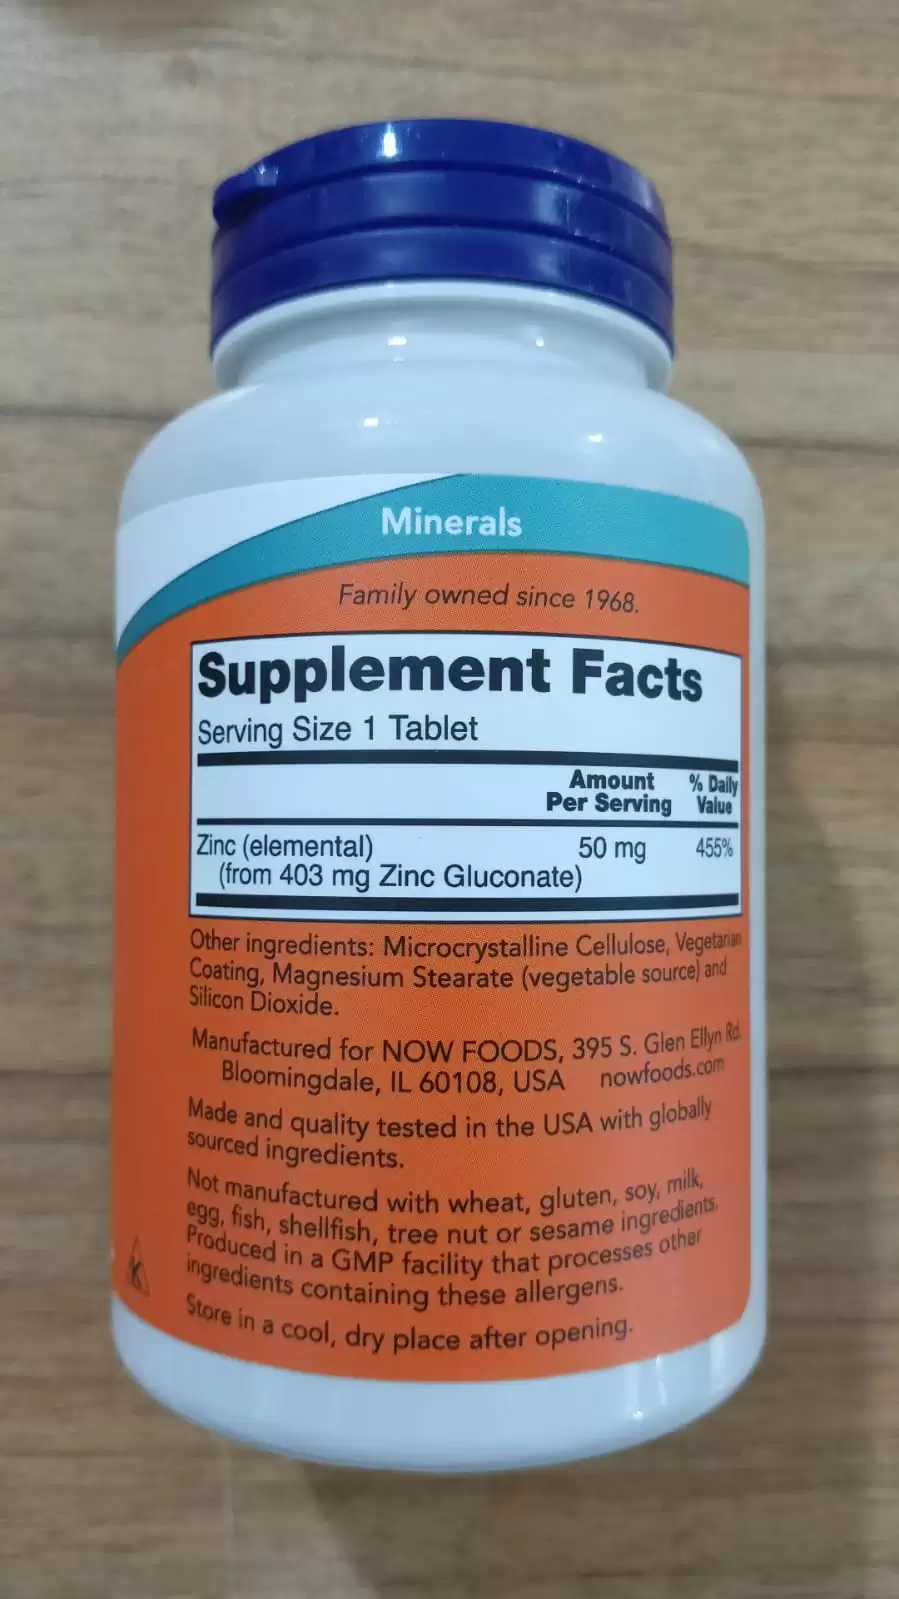 Minerals
Family owned since 1968.
Supplement Facts
Serving Size 1 Tablet
Amount Per Serving % Daily Value
Zinc (elemental) 50 mg 455%
(from 403 mg Zinc Gluconate)
Other ingredients: Microcrystalline Cellulose, Vegetarian
Coating, Magnesium Stearate (vegetable source) and
Silicon Dioxide.
Manufactured for NOW FOODS, 395 S. Glen Ellyn Rd.
Bloomingdale, IL 60108, USA nowfoods.com
Made and quality tested in the USA with globally
sourced ingredients.
Not manufactured with wheat, gluten, soy, milk,
egg, fish, shellfish, tree nut or sesame ingredients.
Produced in a GMP facility that processes other
ingredients containing these allergens.
K
Store in a cool, dry place after opening.